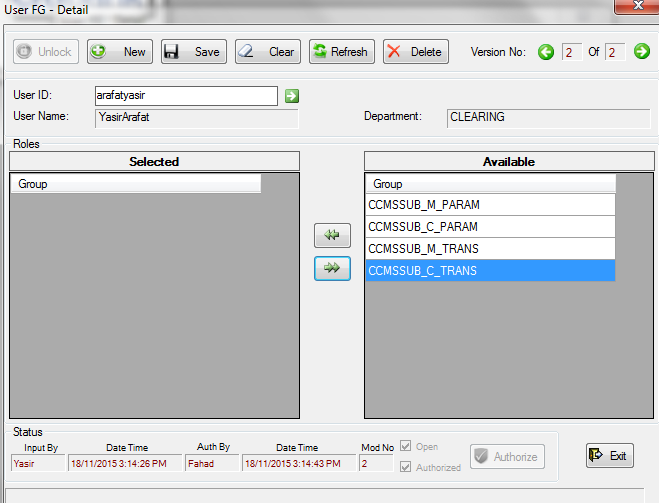 User FG - Detail
Unlock New Save Clear Refresh Delete Version No: 2 Of 2
User ID: arafatyasir
User Name: YasirArafat Department: CLEARING
Roles
Selected Available
Group Group
CCMSSUB_M_PARAM
CCMSSUB_C_PARAM
CCMSSUB_M_TRANS
CCMSSUB_C_TRANS
Status
Input By Date Time Auth By Date Time Mod No Open
Yasir 18/11/2015 3:14:26 PM Fahad 18/11/2015 3:14:43 PM 2 Authorized Authorize Exit